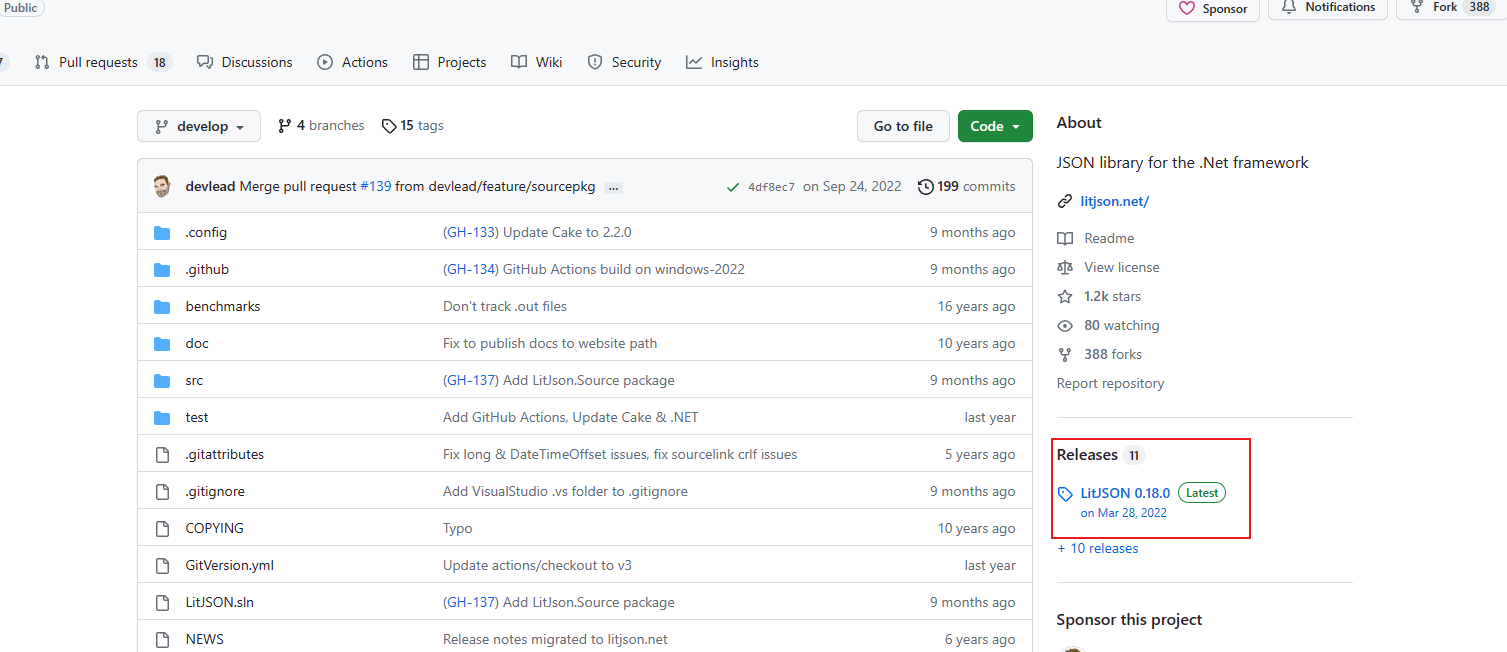 Public
Sponsor Notifications Fork 388
7 Pull requests 18 Discussions Actions Projects Wiki Security Insights
develop 4 branches 15 tags Go to file Code
devlead Merge pull request #139 from devlead/feature/sourcepkg ... 4df8ec7 on Sep 24, 2022 199 commits
.config (GH-133) Update Cake to 2.2.0 9 months ago
.github (GH-134) GitHub Actions build on windows-2022 9 months ago
benchmarks Don't track .out files 16 years ago
doc Fix to publish docs to website path 10 years ago
src (GH-137) Add LitJson.Source package 9 months ago
test Add GitHub Actions, Update Cake & .NET last year
.gitattributes Fix long & DateTimeOffset issues, fix sourcelink crlf issues 5 years ago
.gitignore Add VisualStudio .vs folder to .gitignore 9 months ago
COPYING Typo 10 years ago
GitVersion.yml Update actions/checkout to v3 last year
LitJSON.sln (GH-137) Add LitJson.Source package 9 months ago
NEWS Release notes migrated to litjson.net 6 years ago
About
JSON library for the .Net framework
litjson.net/
Readme
View license
1.2k stars
80 watching
388 forks
Report repository
Releases 11
LitJSON 0.18.0 Latest
on Mar 28, 2022
+ 10 releases
Sponsor this project